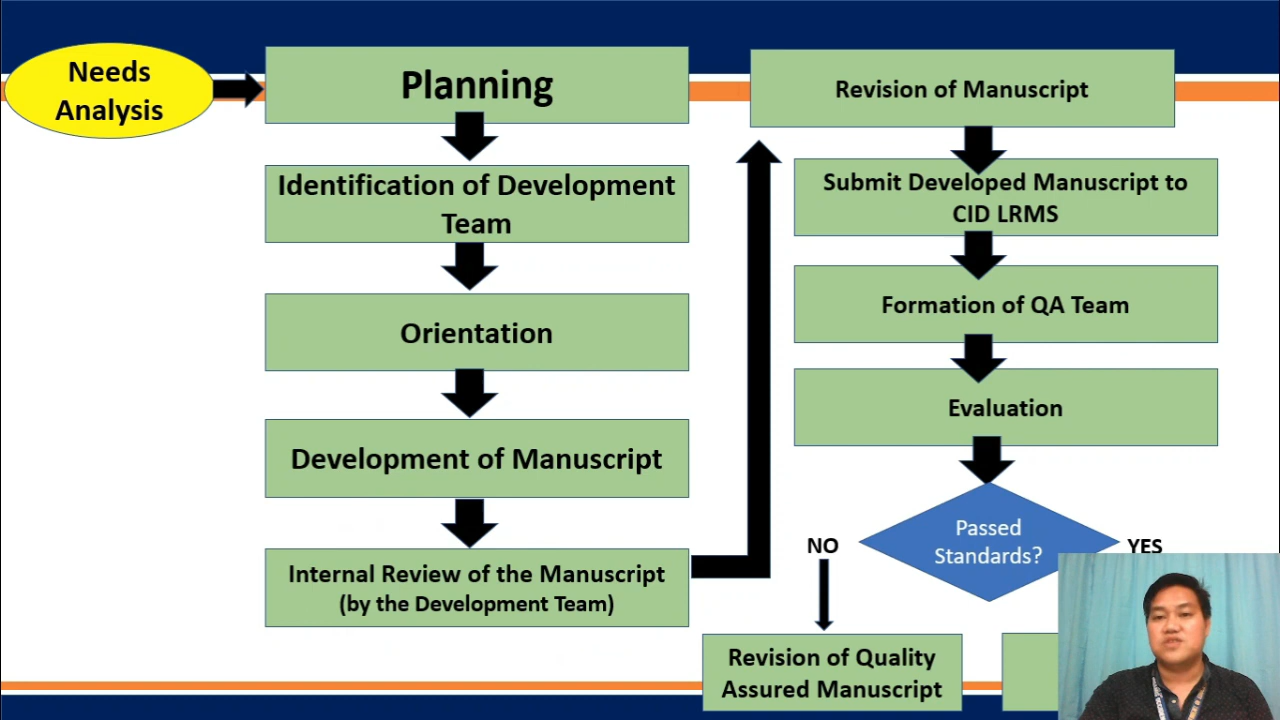 Needs
Analysis
Planning
Identification of Development
Team
Orientation
Development of Manuscript
Internal Review of the Manuscript
(by the Development Team)
Revision of Manuscript
Submit Developed Manuscript to
CID LRMS
Formation of QA Team
Evaluation
Passed
Standards?
NO
YES
Revision of Quality
Assured Manuscript